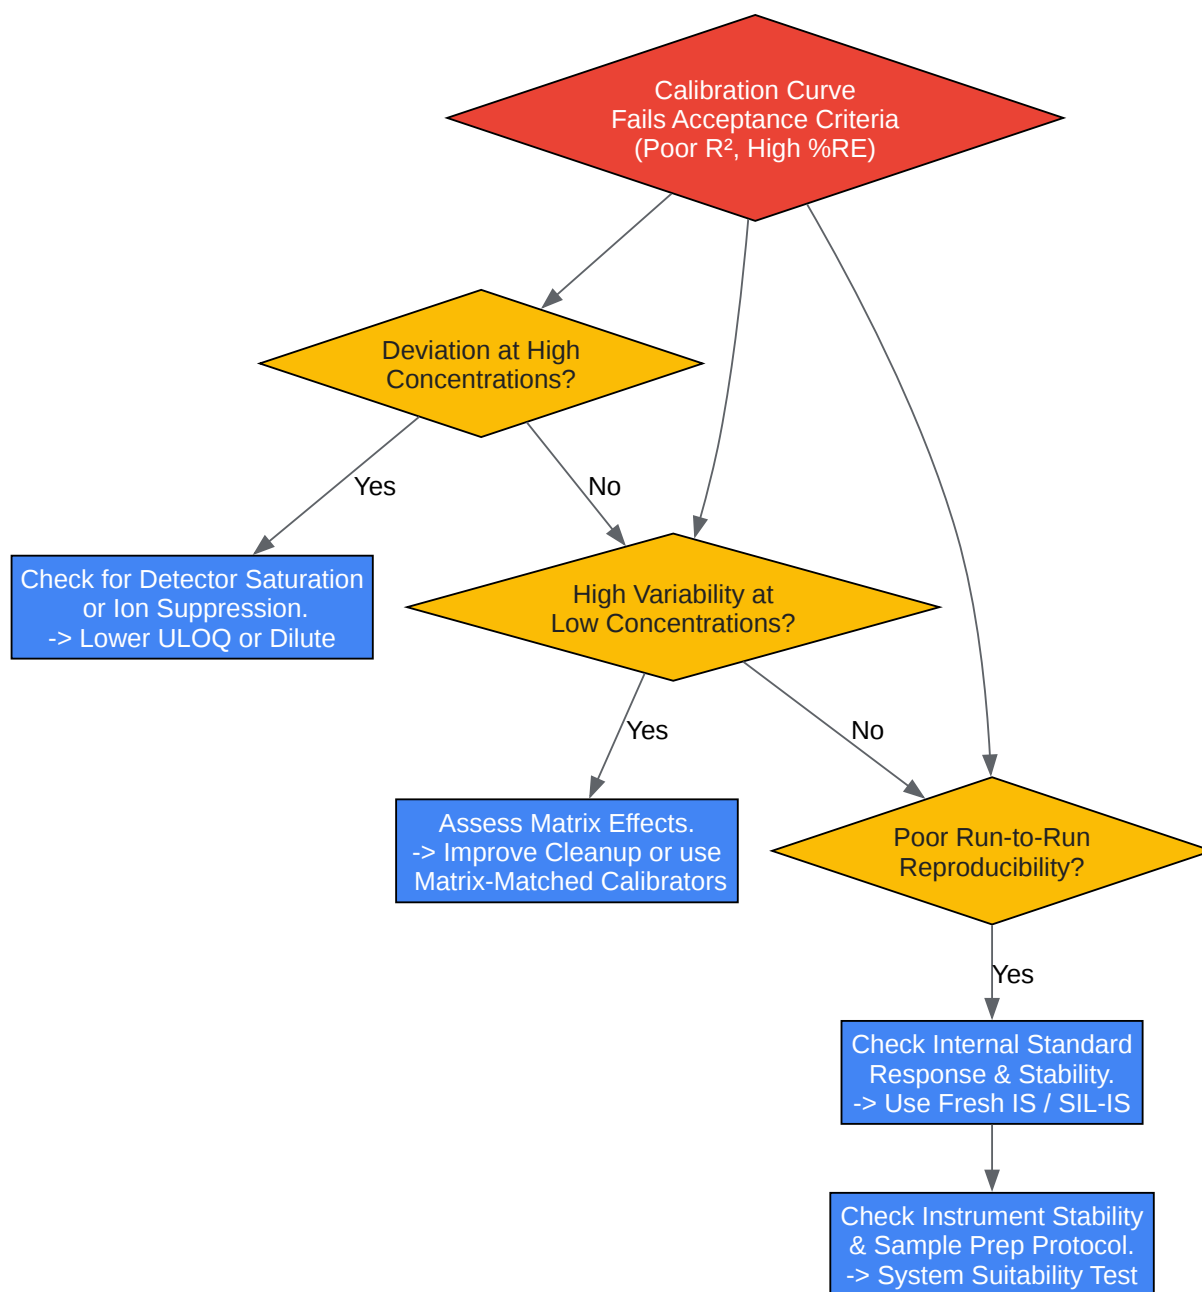 Calibration Curve
Fails Acceptance Criteria
(Poor R², High %RE)
Deviation at High
Concentrations?
Yes
No
Check for Detector Saturation
or Ion Suppression.
-> Lower ULOQ or Dilute
High Variability at
Low Concentrations?
Yes
No
Assess Matrix Effects.
-> Improve Cleanup or use
Matrix-Matched Calibrators
Poor Run-to-Run
Reproducibility?
Yes
Check Internal Standard
Response & Stability.
-> Use Fresh IS / SIL-IS
Check Instrument Stability
& Sample Prep Protocol.
-> System Suitability Test